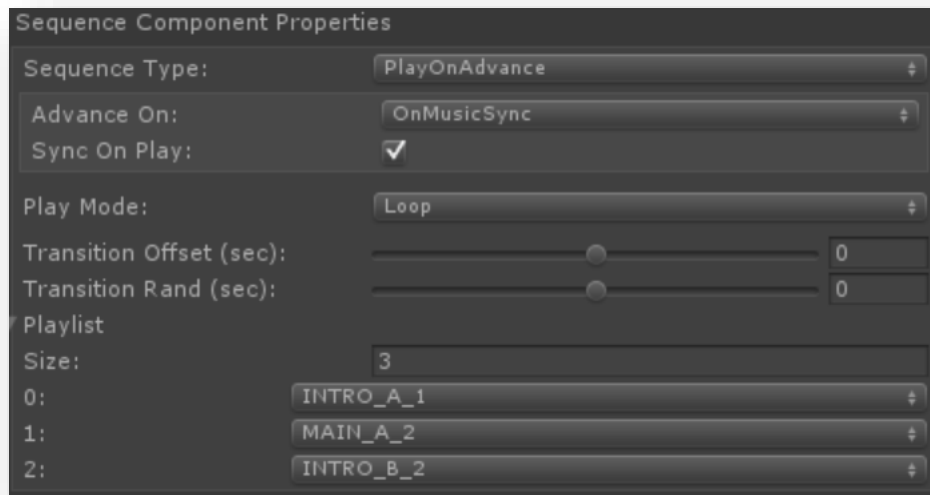 Sequence Component Properties
Sequence Type: PlayOnAdvance
Advance On: OnMusicSync
Sync On Play:
Play Mode: Loop
Transition Offset (sec): 0
Transition Rand (sec): 0
Playlist
Size: 3
0: INTRO_A_1
1: MAIN_A_2
2: INTRO_B_2